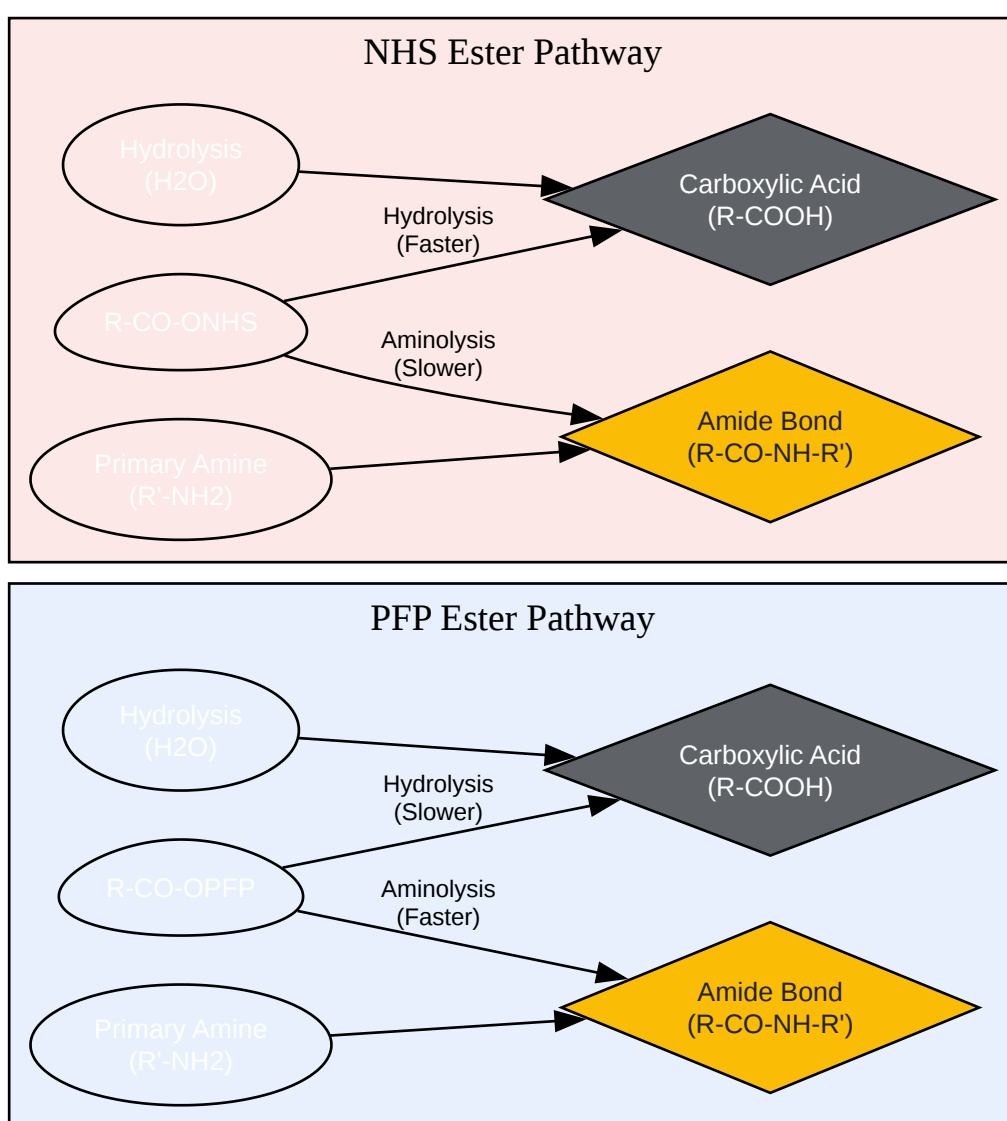 NHS Ester Pathway
Hydrolysis
(H2O)
Carboxylic Acid
(R-COOH)
Hydrolysis
(Faster)
R-CO-ONHS
Aminolysis
(Slower)
Amide Bond
(R-CO-NH-R')
Primary Amine
(R'-NH2)
PFP Ester Pathway
Hydrolysis
(H2O)
Carboxylic Acid
(R-COOH)
Hydrolysis
(Slower)
R-CO-OPFP
Aminolysis
(Faster)
Amide Bond
(R-CO-NH-R')
Primary Amine
(R'-NH2)